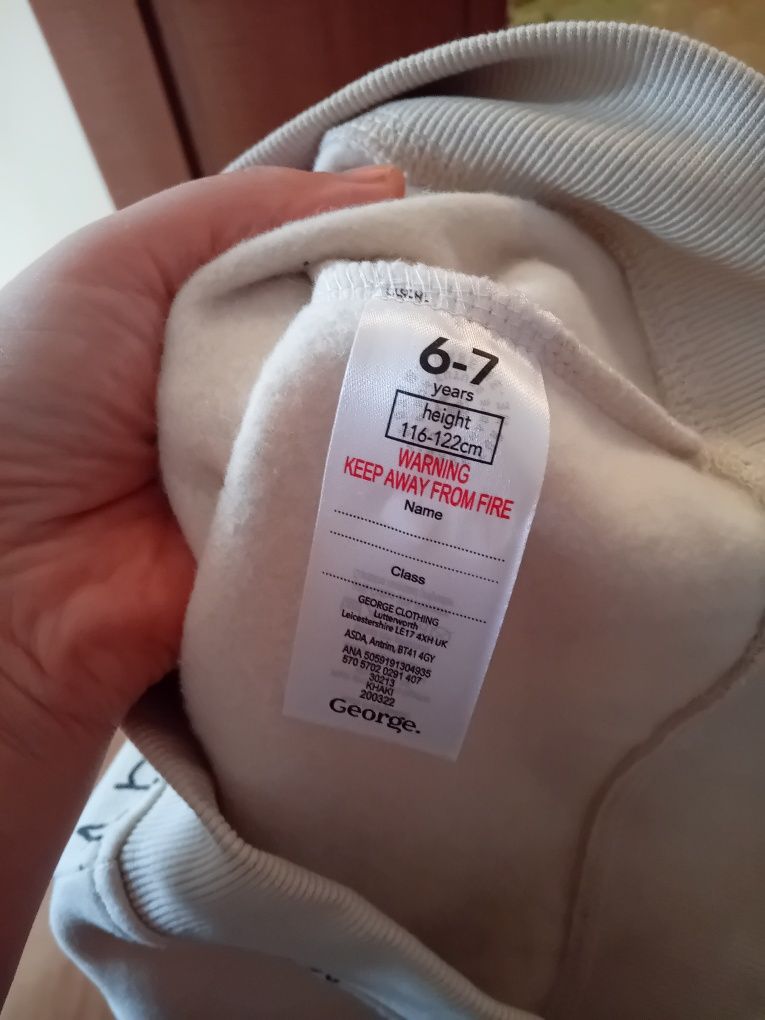 6-7
years
height
116-122cm
WARNING
KEEP AWAY FROM FIRE
Name
Class
GEORGE CLOTHING
Lutterworth
Leicestershire LE17 4XH UK
ASDA, Antrim, BT41 4GY
ANA 5059191304935
570 5702 0291 407
30213
KHAKI
200322
George.